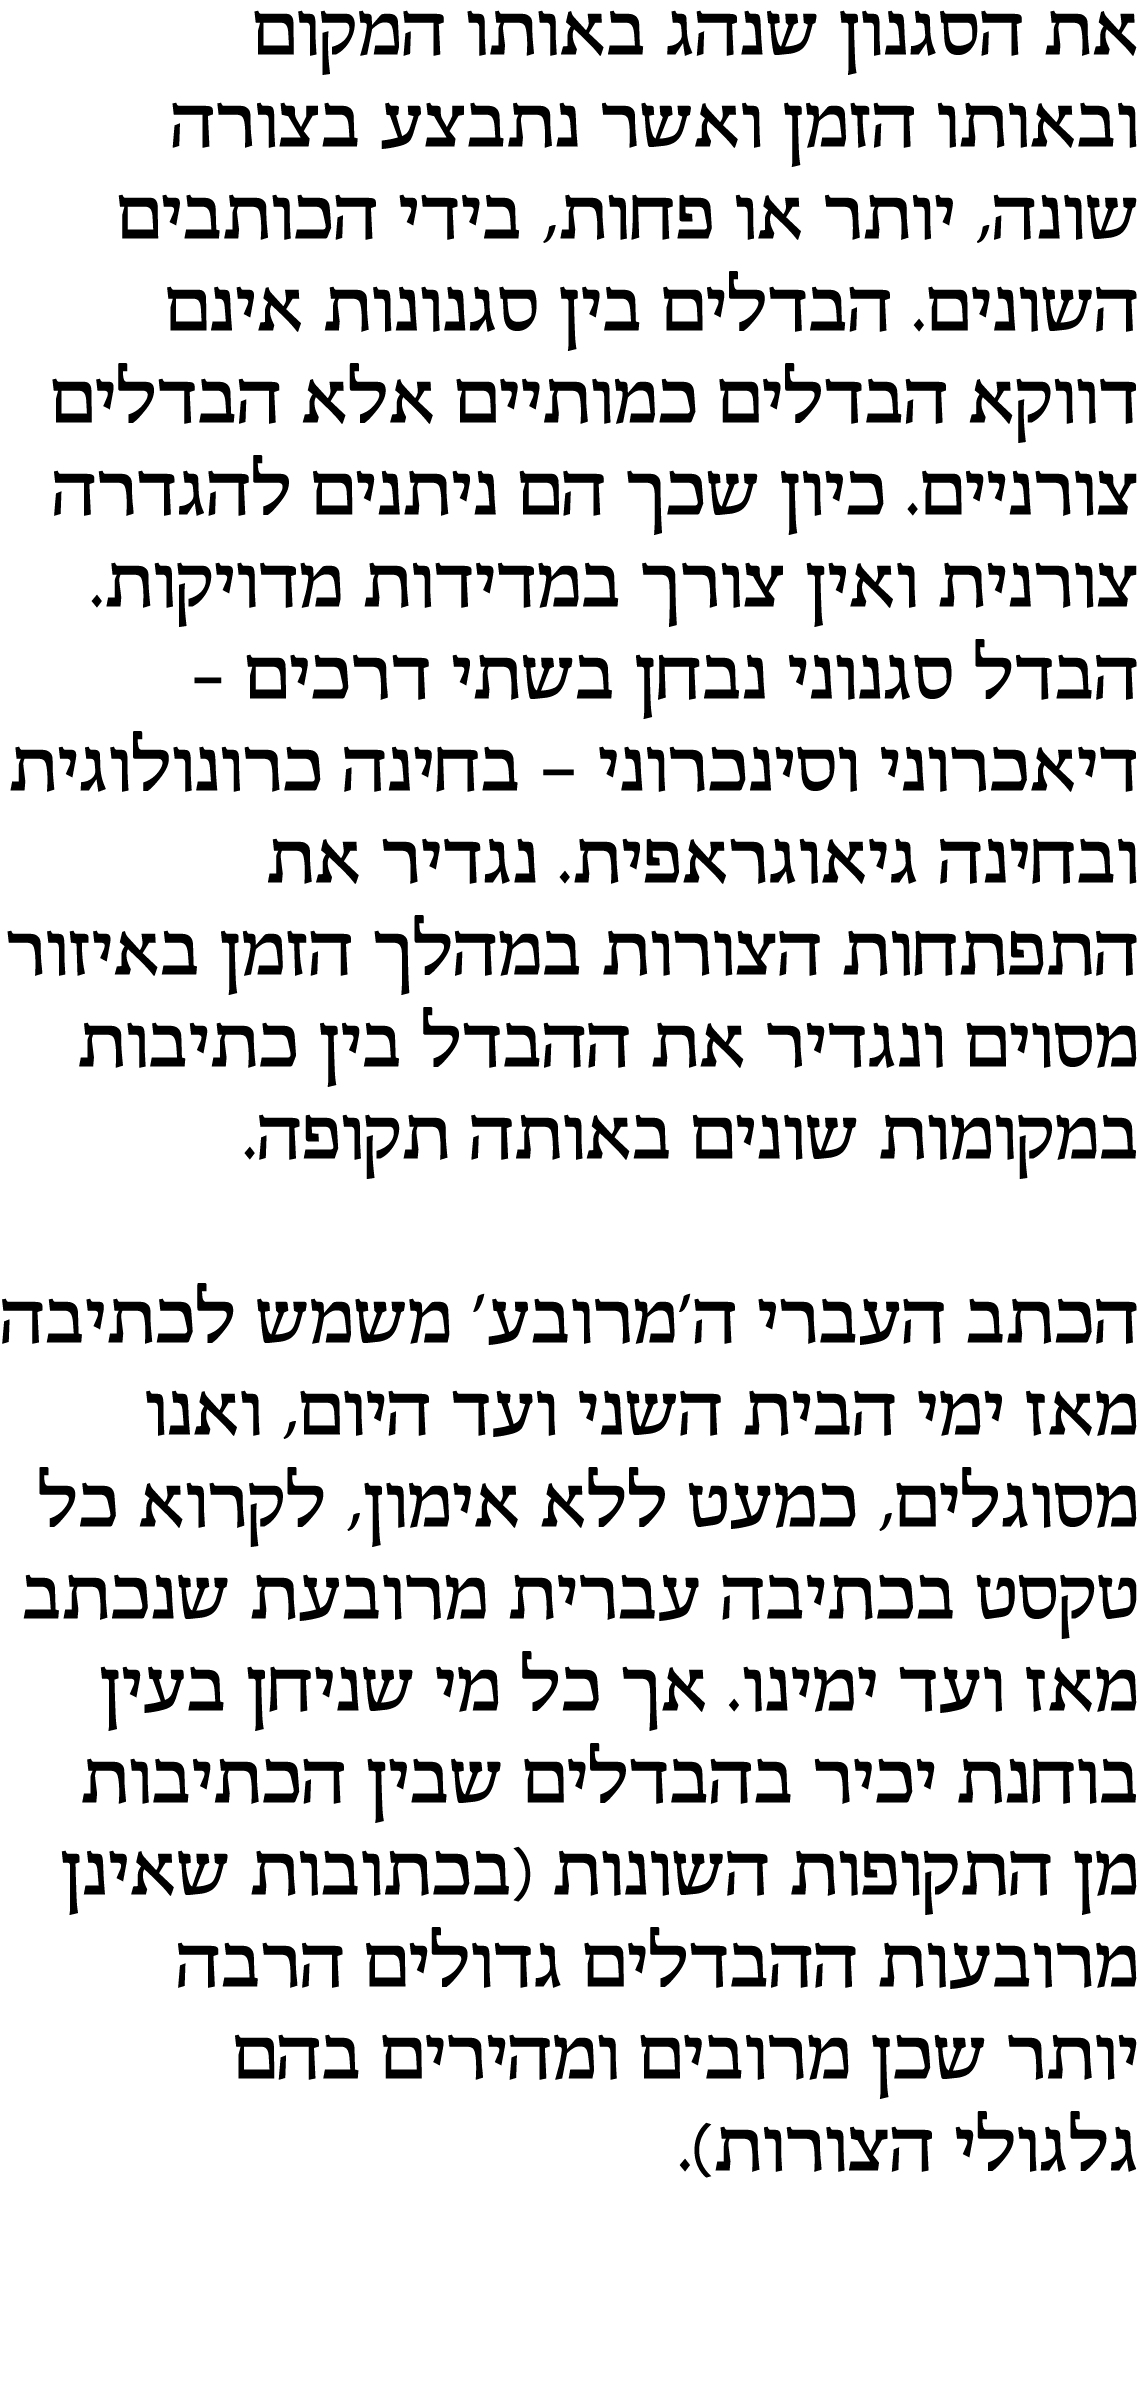 את הסגנון שנהג באותו המקום
ובאותו הזמן ואשר נתבצע בצורה
שונה, יותר או פחות, בידי הכותבים
השונים. הבדלים בין סגנונות אינם
דווקא הבדלים כמותיים אלא הבדלים
צורניים. כיון שכך הם ניתנים להגדרה
צורנית ואין צורך במדידות מדויקות.
הבדל סגנוני נבחן בשתי דרכים –
דיאכרוני וסינכרוני – בחינה כרונולוגית
ובחינה גיאוגראפית. נגדיר את
התפתחות הצורות במהלך הזמן באיזור
מסוים ונגדיר את ההבדל בין כתיבות
במקומות שונים באותה תקופה.
הכתב העברי ה'מרובע' משמש לכתיבה
מאז ימי הבית השני ועד היום, ואנו
מסוגלים, כמעט ללא אימון, לקרוא כל
טקסט בכתיבה עברית מרובעת שנכתב
מאז ועד ימינו. אך כל מי שניחן בעין
בוחנת יכיר בהבדלים שבין הכתיבות
מן התקופות השונות (בכתובות שאינן
מרובעות ההבדלים גדולים הרבה
יותר שכן מרובים ומהירים בהם
גלגולי הצורות).